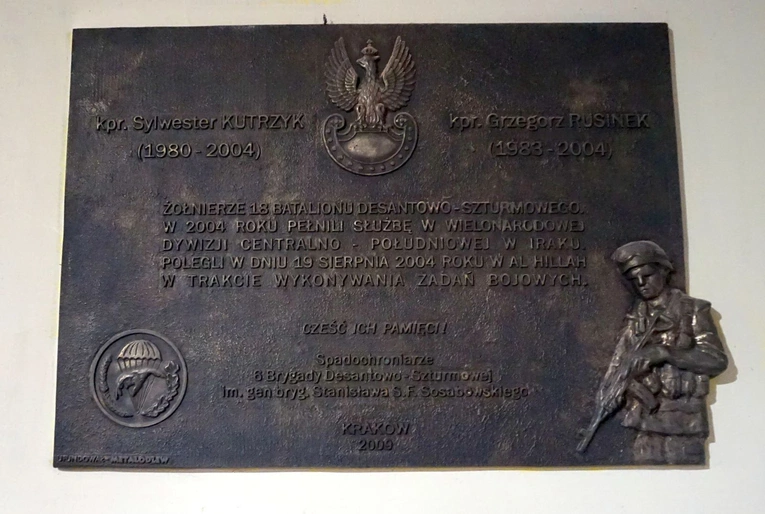 kpr. Sylwester KUTRZYK
(1980 - 2004)
kpr. Grzegorz RUSINEK
(1983 - 2004)
ŻOŁNIERZE 18 BATALIONU DESANTOWO - SZTURMOWEGO.
W 2004 ROKU PEŁNILI SŁUŻBĘ W WIELONARODOWEJ
DYWIZJI CENTRALNO - POŁUDNIOWEJ W IRAKU.
POLEGLI W DNIU 19 SIERPNIA 2004 ROKU W AL HILLAH
W TRAKCIE WYKONYWANIA ZADAŃ BOJOWYCH.
CZEŚĆ ICH PAMIĘCI!
Spadochroniarze
6 Brygady Desantowo - Szturmowej
im. gen.bryg. Stanisława S.F. Sosabowskiego
KRAKÓW
2009
METALODLEW